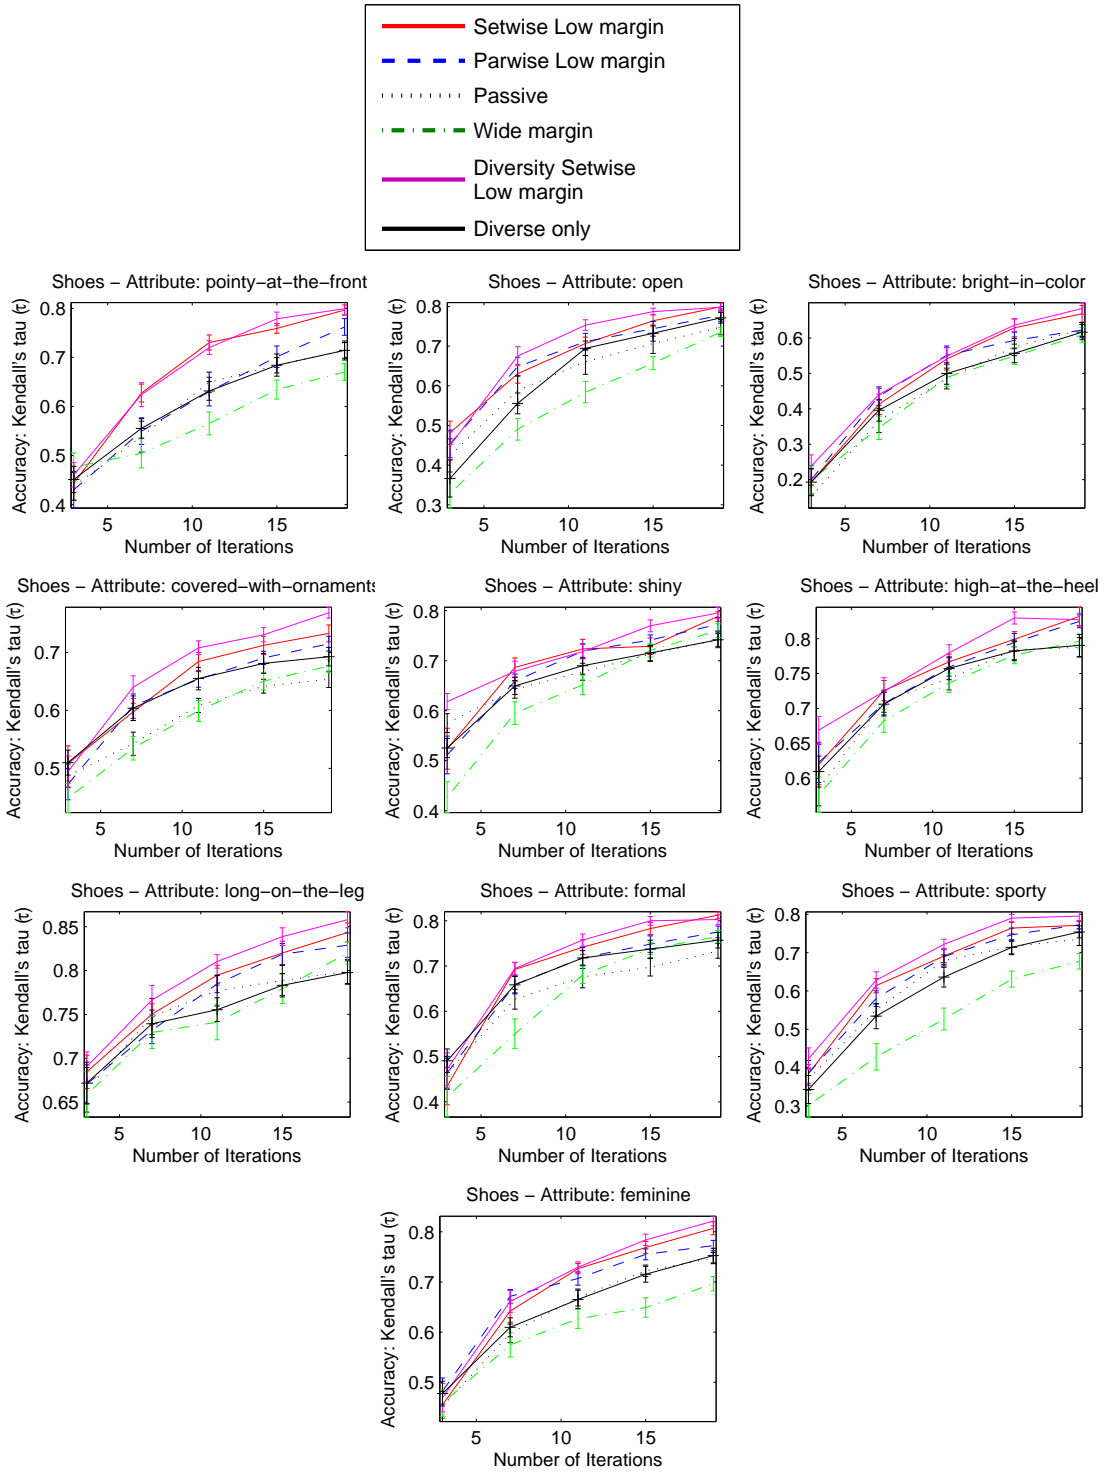 Setwise Low margin
Parwise Low margin
Passive
Wide margin
Diversity Setwise
Low margin
Diverse only
Shoes − Attribute: pointy−at−the−front
0.8
0.7
0.6
0.5
0.4
5 10 15
Number of Iterations
Accuracy: Kendall's tau (τ)
Shoes − Attribute: open
0.8
0.7
0.6
0.5
0.4
0.3
5 10 15
Number of Iterations
Accuracy: Kendall's tau (τ)
Shoes − Attribute: bright−in−color
0.6
0.5
0.4
0.3
0.2
5 10 15
Number of Iterations
Accuracy: Kendall's tau (τ)
Shoes − Attribute: covered−with−ornaments
0.7
0.6
0.5
5 10 15
Number of Iterations
Accuracy: Kendall's tau (τ)
Shoes − Attribute: shiny
0.8
0.7
0.6
0.5
0.4
5 10 15
Number of Iterations
Accuracy: Kendall's tau (τ)
Shoes − Attribute: high−at−the−heel
0.8
0.75
0.7
0.65
0.6
5 10 15
Number of Iterations
Accuracy: Kendall's tau (τ)
Shoes − Attribute: long−on−the−leg
0.85
0.8
0.75
0.7
0.65
5 10 15
Number of Iterations
Accuracy: Kendall's tau (τ)
Shoes − Attribute: formal
0.8
0.7
0.6
0.5
0.4
5 10 15
Number of Iterations
Accuracy: Kendall's tau (τ)
Shoes − Attribute: sporty
0.8
0.7
0.6
0.5
0.4
0.3
5 10 15
Number of Iterations
Accuracy: Kendall's tau (τ)
Shoes − Attribute: feminine
0.8
0.7
0.6
0.5
5 10 15
Number of Iterations
Accuracy: Kendall's tau (τ)